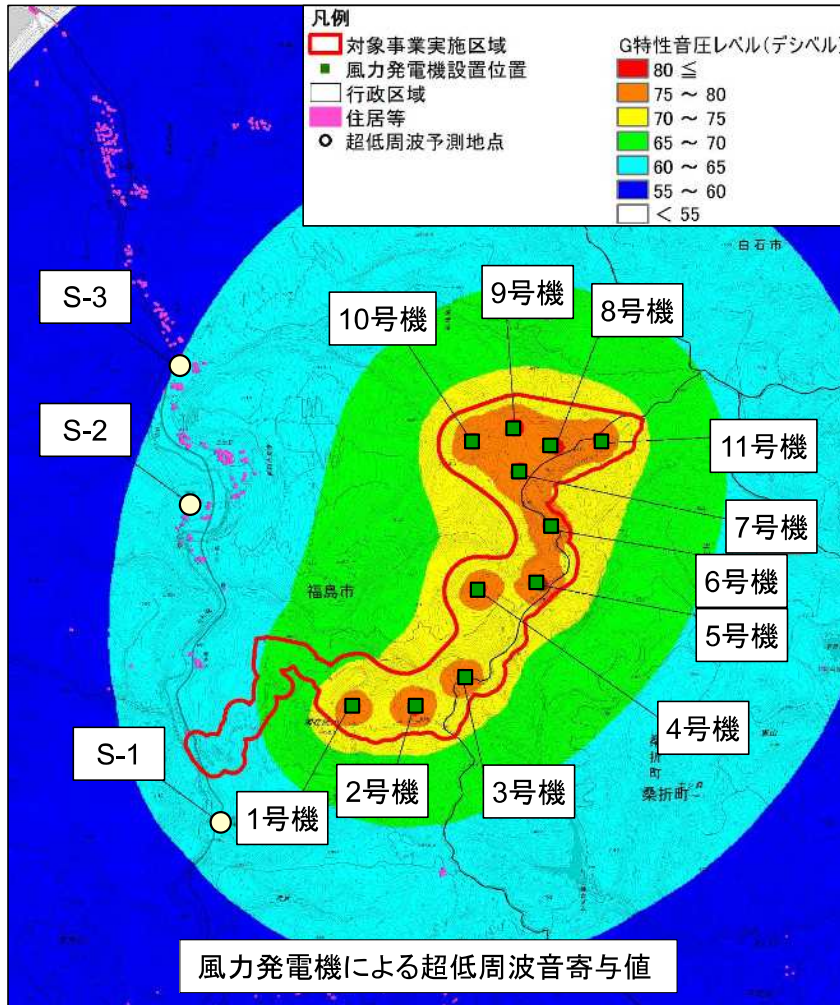 凡例
対象事業実施区域
風力発電機設置位置
行政区域
住居等
超低周波予測地点
G特性音圧レベル(デシベル)
80 ≦
75 ~ 80
70 ~ 75
65 ~ 70
60 ~ 65
55 ~ 60
< 55
白石市
S-3
9号機
10号機
8号機
S-2
11号機
7号機
福島市
6号機
5号機
4号機
S-1
桑折町
桑折町
2号機
3号機
1号機
風力発電機による超低周波音寄与値